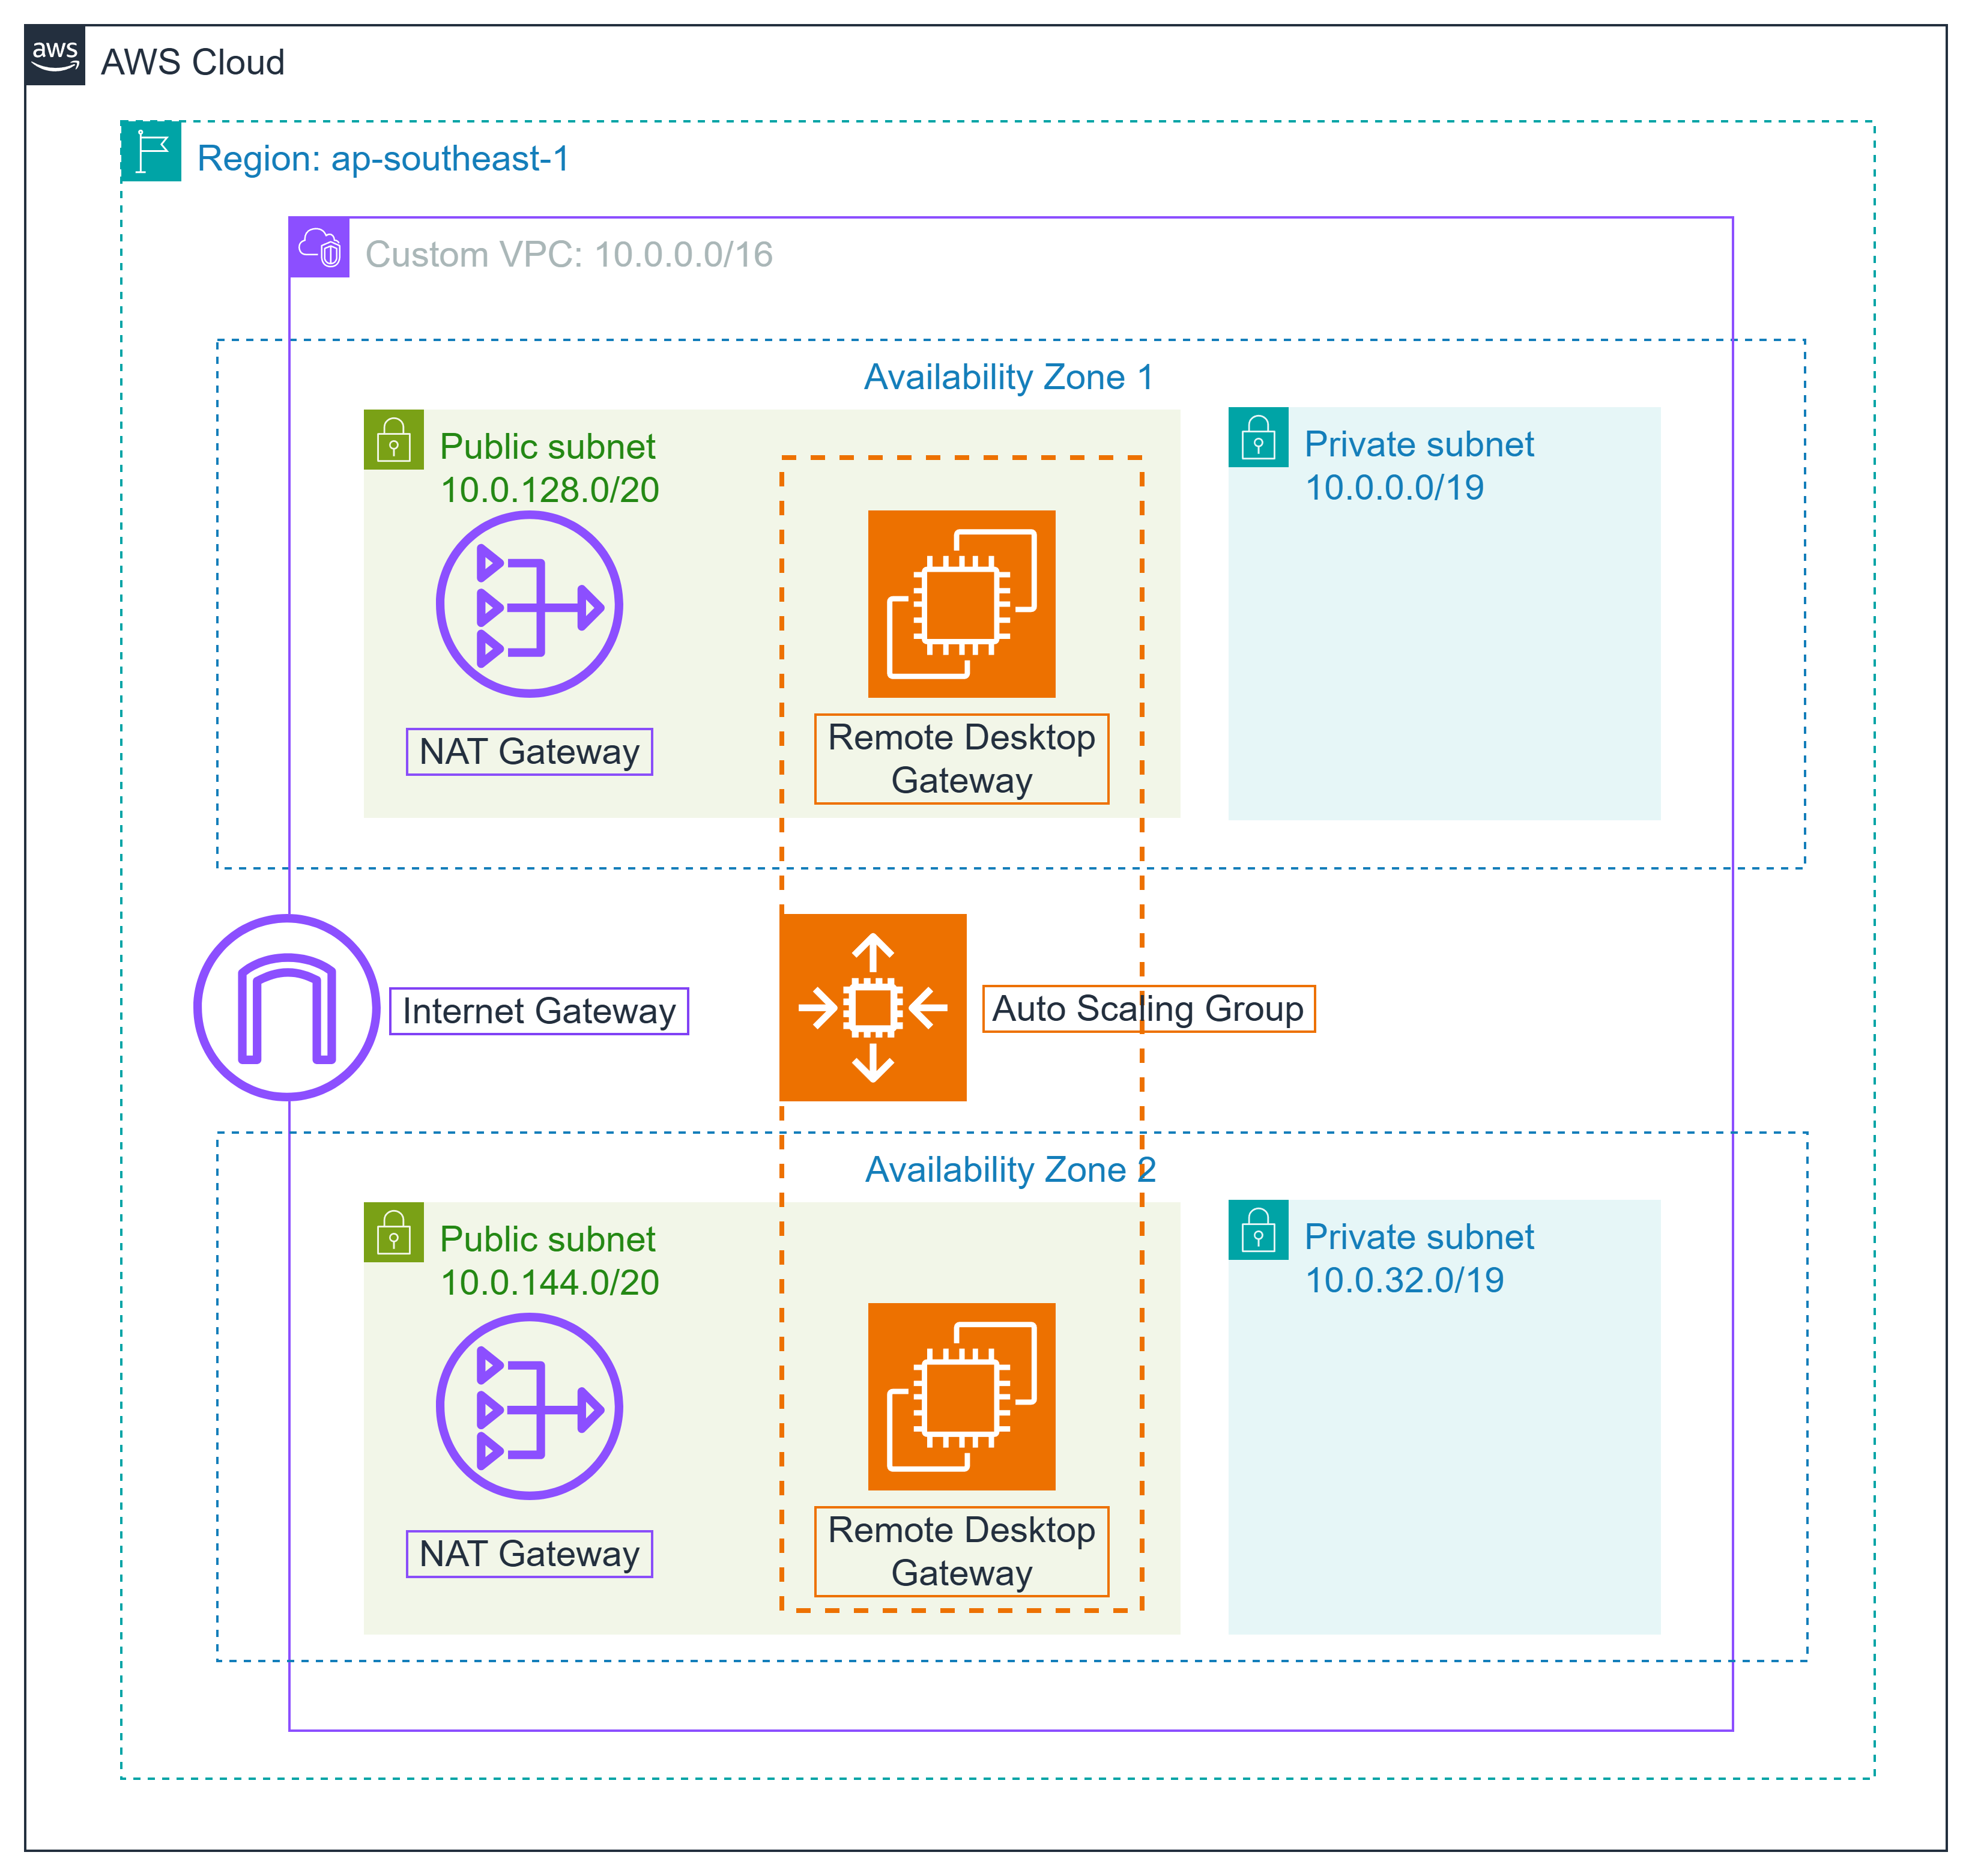 aws
AWS Cloud
Region: ap-southeast-1
Custom VPC: 10.0.0.0/16
Availability Zone 1
Public subnet
10.0.128.0/20
Private subnet
10.0.0.0/19
NAT Gateway
Remote Desktop
Gateway
Internet Gateway
Auto Scaling Group
Availability Zone 2
Public subnet
10.0.144.0/20
Private subnet
10.0.32.0/19
NAT Gateway
Remote Desktop
Gateway